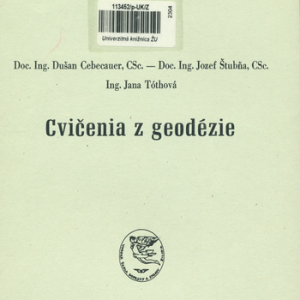 113453/p-UK/Z
2304
Univerzitná knižnica ŽU
Doc. Ing. Dušan Cebecauer, CSc. — Doc. Ing. Jozef Štubňa, CSc.
Ing. Jana Tóthová
Cvičenia z geodézie